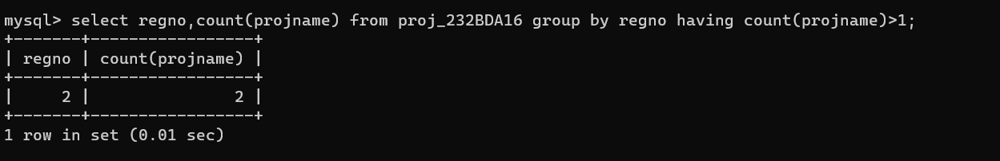 mysql> select regno,count(projname) from proj_232BDA16 group by regno having count(projname)>1;
+-------+-----------------+
| regno | count(projname) |
+-------+-----------------+
|     2 |               2 |
+-------+-----------------+
1 row in set (0.01 sec)